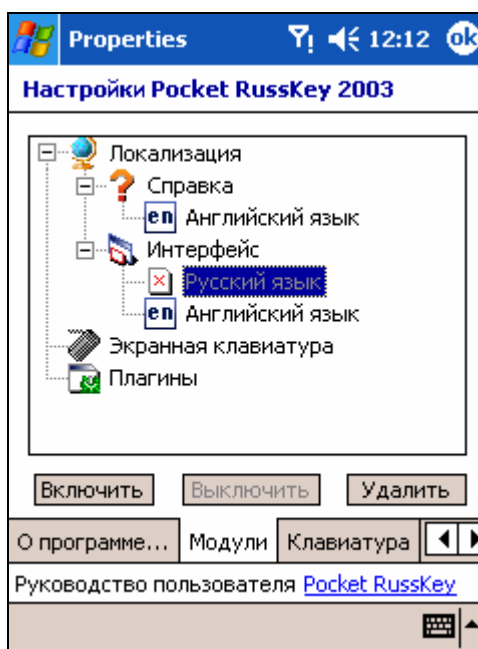 Properties 12:12 ok
Настройки Pocket RussKey 2003
Локализация
Справка
en Английский язык
Интерфейс
Русский язык
en Английский язык
Экранная клавиатура
Плагины
Включить Выключить Удалить
О программе... Модули Клавиатура
Руководство пользователя Pocket RussKey